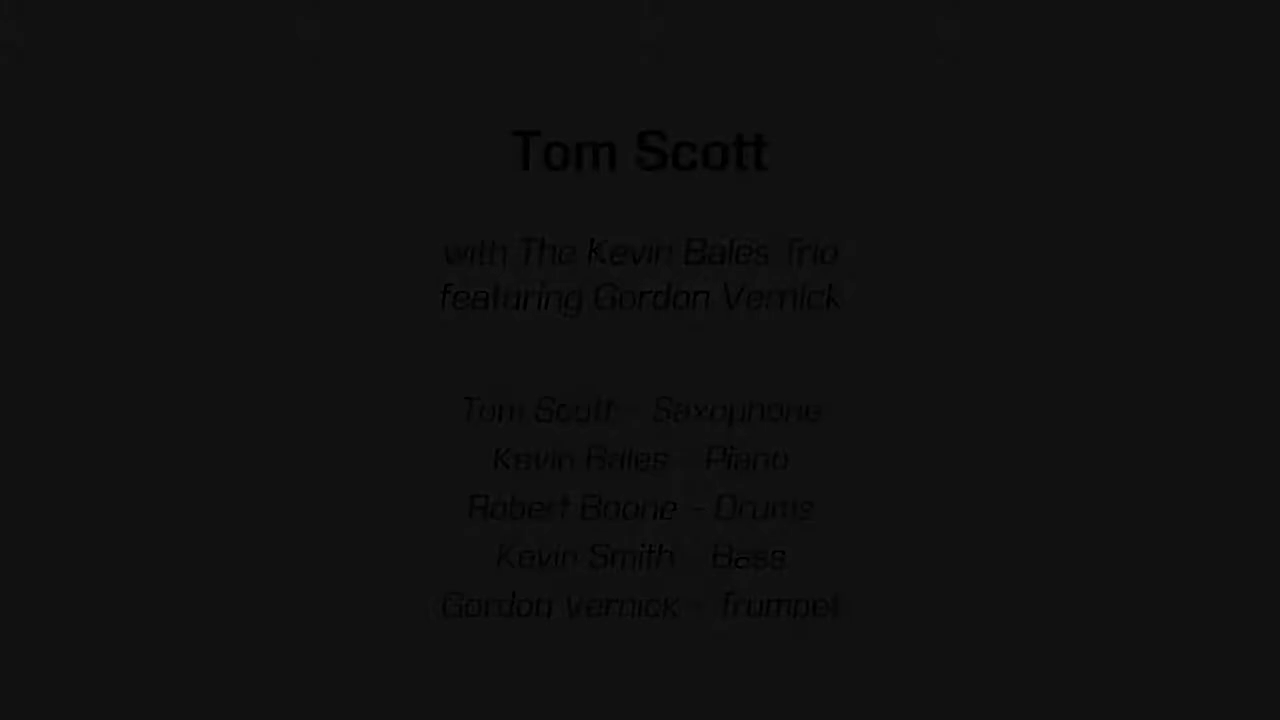 Tom Scott
with The Kevin Bales Trio
featuring Gordon Vernick
Tom Scott - Saxophone
Kevin Bales - Piano
Robert Boone - Drums
Kevin Smith - Bass
Gordon Vernick - Trumpet